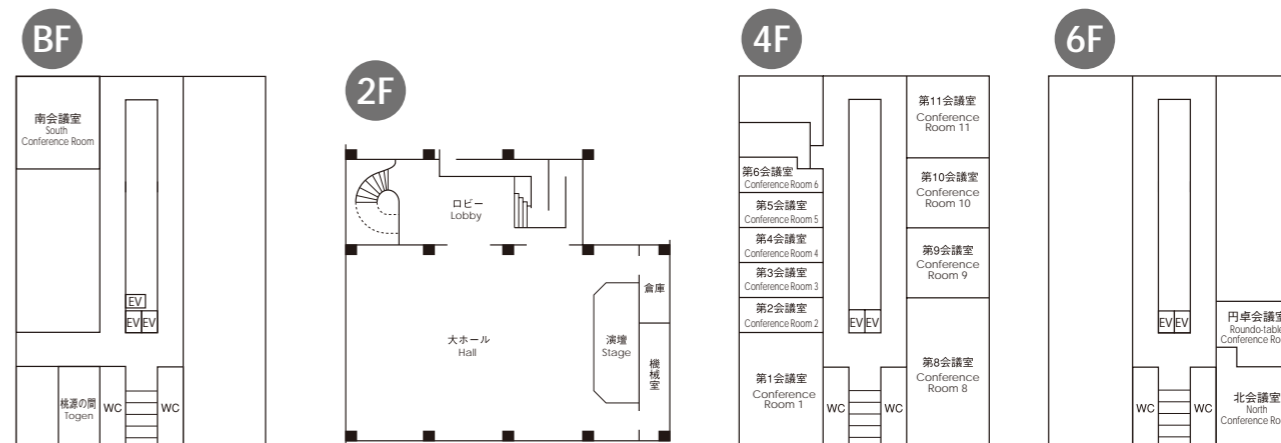 BF
南会議室
South
Conference Room
EV
EV EV
桃源の間
Togen
WC
WC
2F
ロビー
Lobby
大ホール
Hall
演壇
Stage
倉庫
機械室
4F
第6会議室
Conference Room 6
第5会議室
Conference Room 5
第4会議室
Conference Room 4
第3会議室
Conference Room 3
第2会議室
Conference Room 2
第1会議室
Conference
Room 1
EV EV
WC
WC
第11会議室
Conference
Room 11
第10会議室
Conference
Room 10
第9会議室
Conference
Room 9
第8会議室
Conference
Room 8
6F
EV EV
WC
WC
円卓会議室
Roundo-table
Conference Ro
北会議室
North
Conference Ro